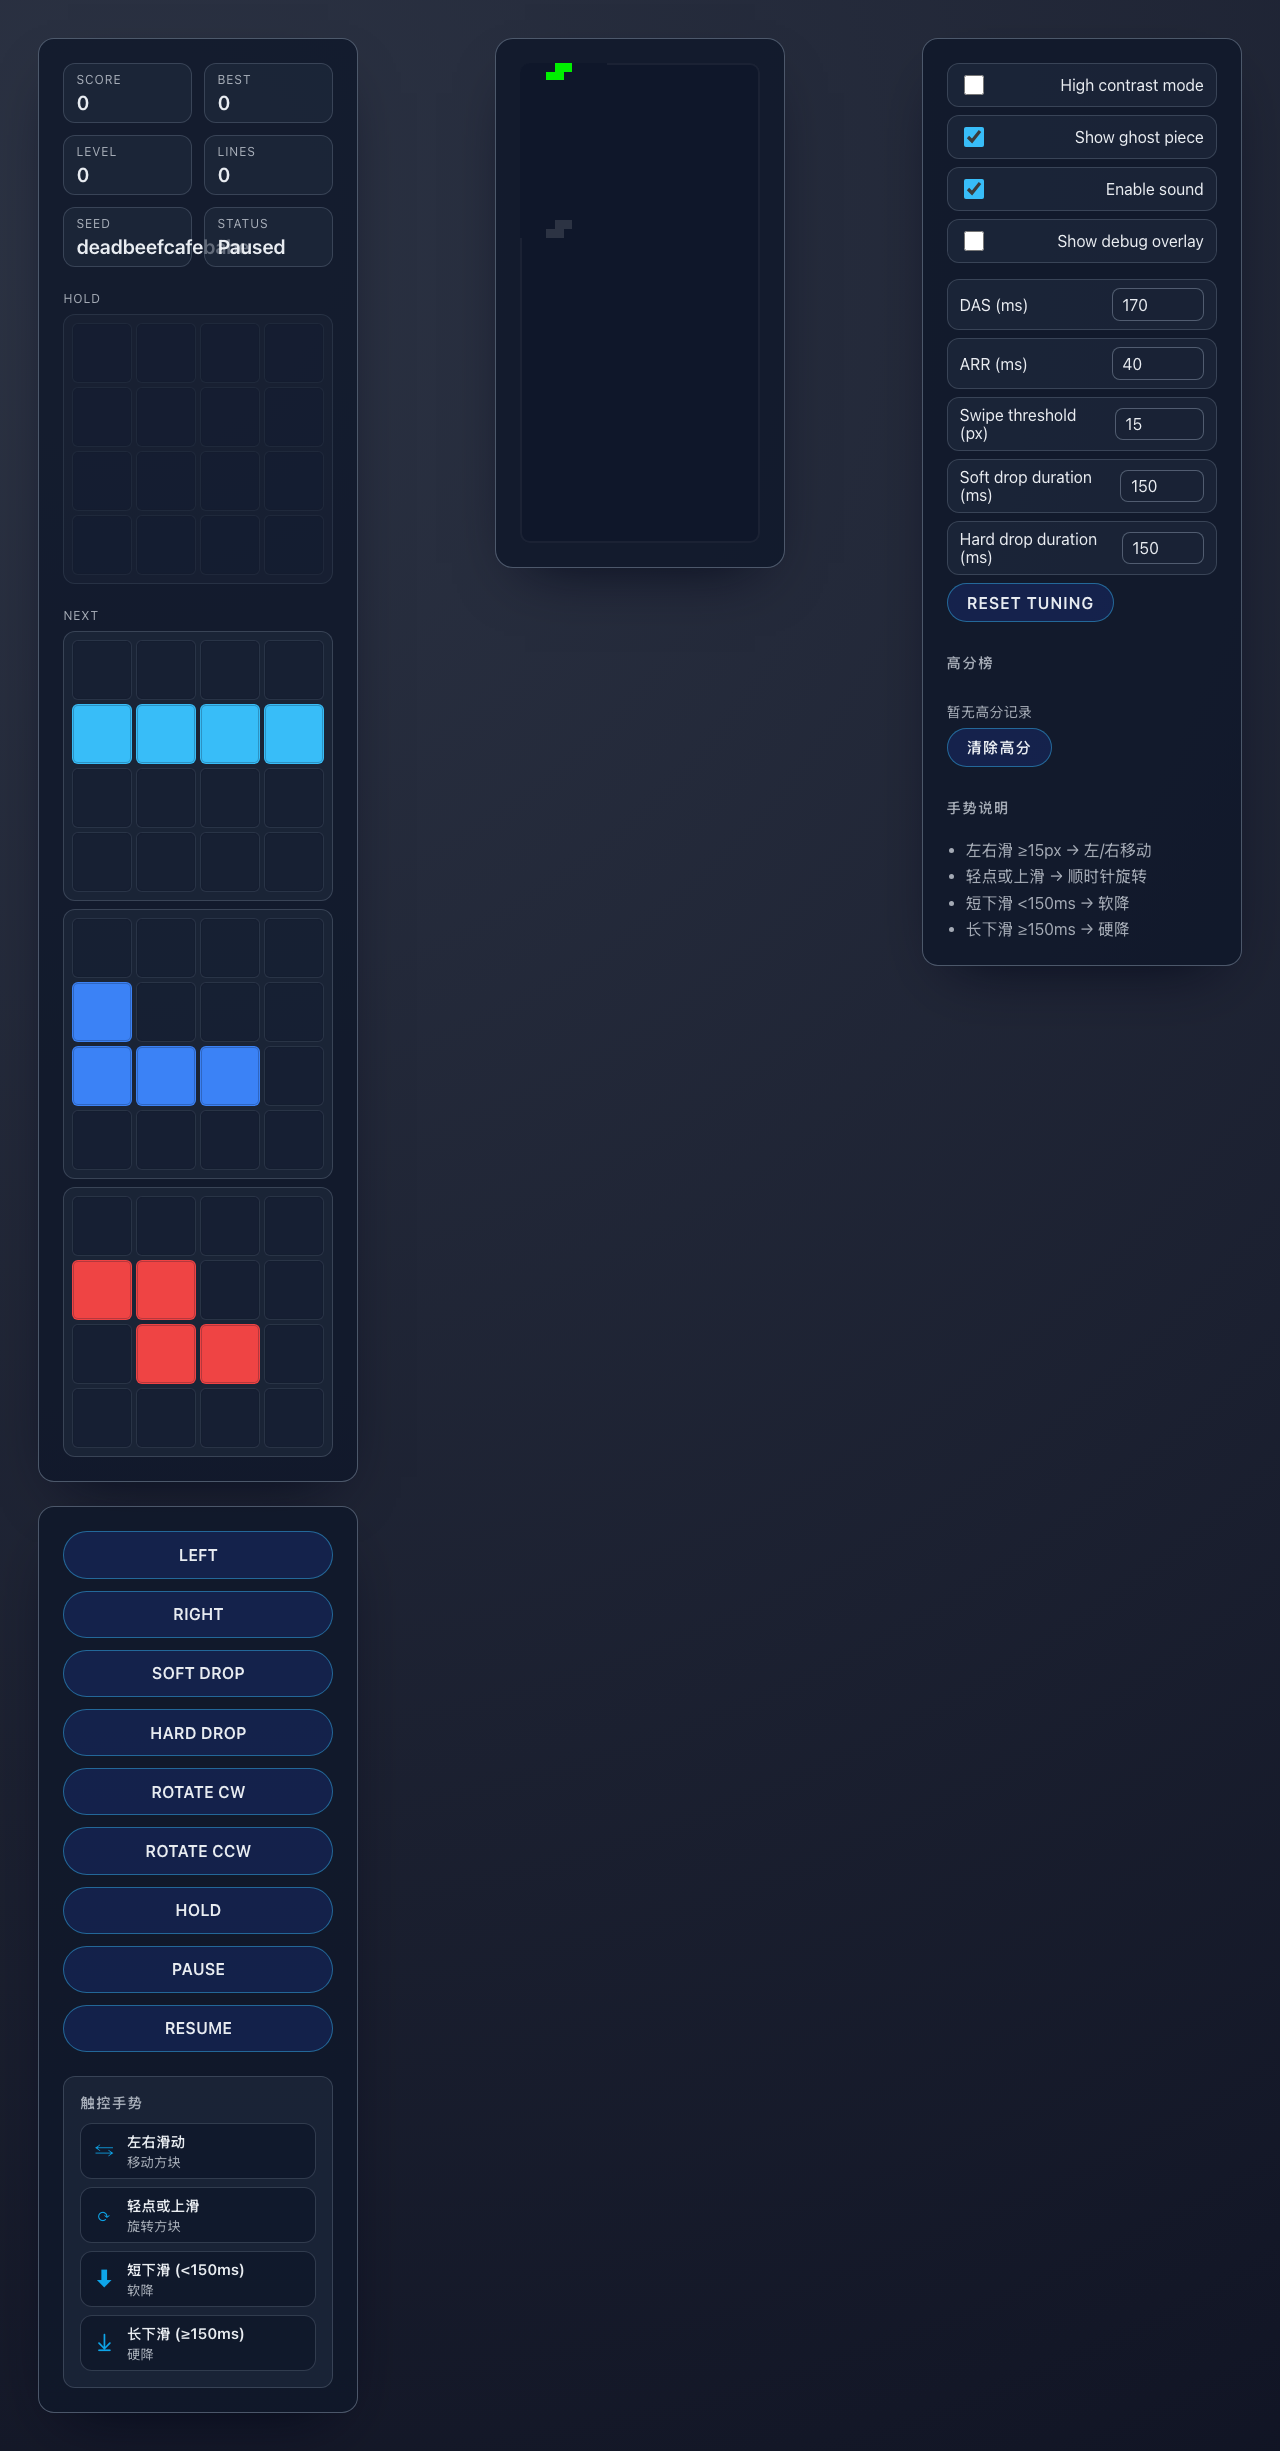 SCORE
0
BEST
0
LEVEL
0
LINES
0
SEED
deadbeefcafeba
STATUS
Paused
HOLD
NEXT
LEFT
RIGHT
SOFT DROP
HARD DROP
ROTATE CW
ROTATE CCW
HOLD
PAUSE
RESUME
触控手势
⇆ 左右滑动
移动方块
⟳ 轻点或上滑
旋转方块
⬇ 短下滑 (<150ms)
软降
⤓ 长下滑 (≥150ms)
硬降
High contrast mode
Show ghost piece
Enable sound
Show debug overlay
DAS (ms)
170
ARR (ms)
40
Swipe threshold
(px)
15
Soft drop duration
(ms)
150
Hard drop duration
(ms)
150
RESET TUNING
高分榜
暂无高分记录
清除高分
手势说明
• 左右滑 ≥15px → 左/右移动
• 轻点或上滑 → 顺时针旋转
• 短下滑 <150ms → 软降
• 长下滑 ≥150ms → 硬降